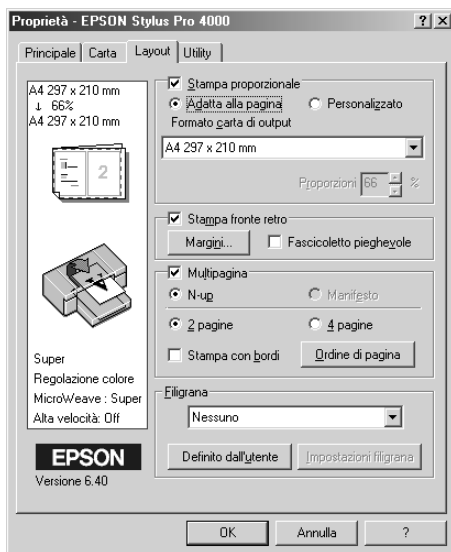 Proprietà - EPSON Stylus Pro 4000
Principale Carta Layout Utility
A4 297 x 210 mm
↓ 66%
A4 297 x 210 mm
2
Super
Regolazione colore
MicroWeave : Super
Alta velocità: Off
EPSON
Versione 6.40
Stampa proporzionale
Adatta alla pagina Personalizzato
Formato carta di output
A4 297 x 210 mm
Proporzioni 66 %
Stampa fronte retro
Margini... Fascicoletto pieghevole
Multipagina
N-up Manifesto
2 pagine 4 pagine
Stampa con bordi Ordine di pagina
Filigrana
Nessuno
Definito dall'utente Impostazioni filigrana
OK Annulla ?